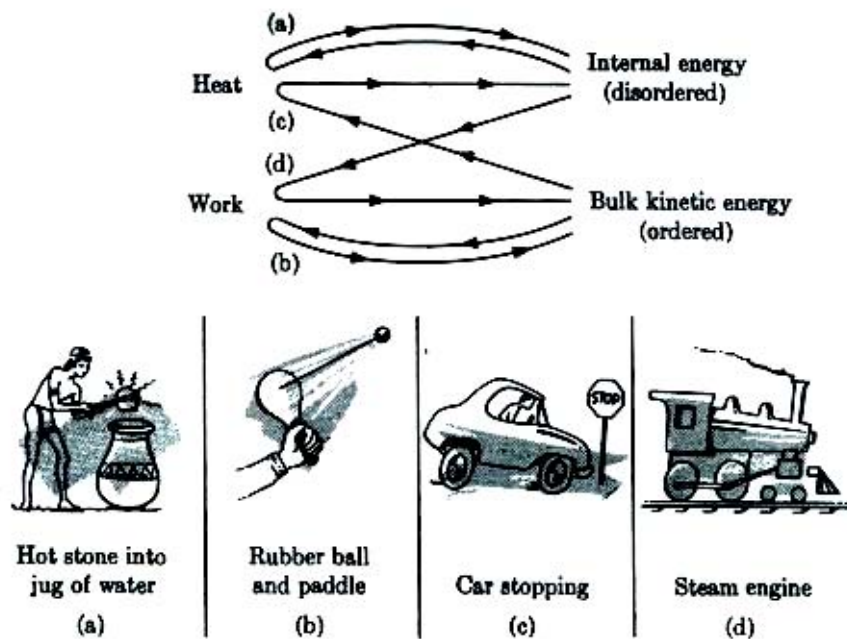 (a)
Heat
Internal energy
(disordered)
(c)
(d)
Work
Bulk kinetic energy
(ordered)
(b)
STOP
Hot stone into
jug of water
(a)
Rubber ball
and paddle
(b)
Car stopping
(c)
Steam engine
(d)